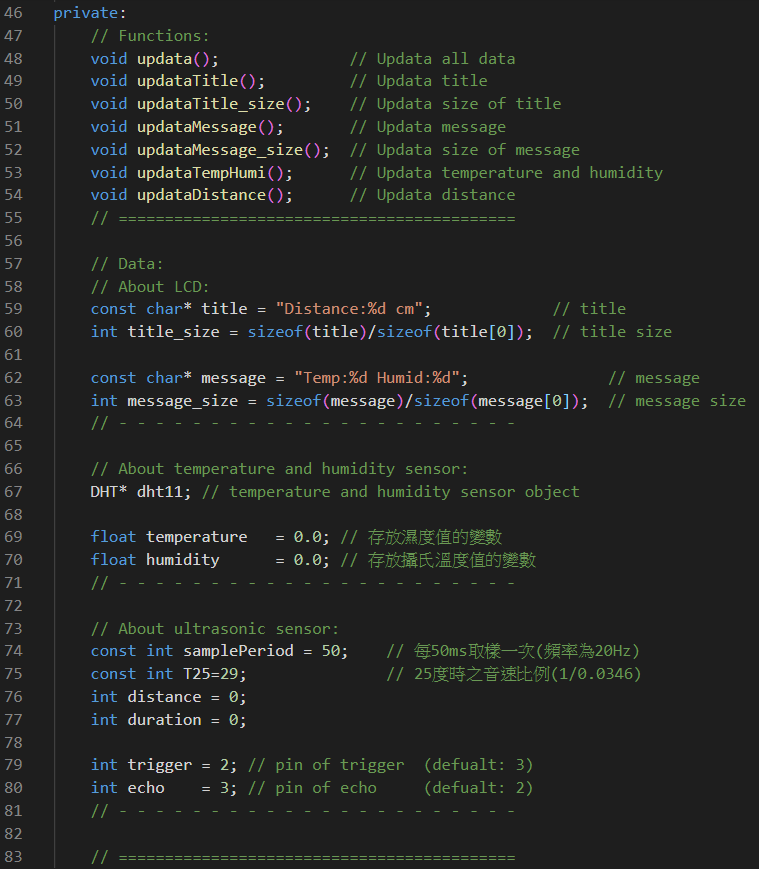 46 private:
47 // Functions:
48 void updata(); // Updata all data
49 void updataTitle(); // Updata title
50 void updataTitle_size(); // Updata size of title
51 void updataMessage(); // Updata message
52 void updataMessage_size(); // Updata size of message
53 void updataTempHumi(); // Updata temperature and humidity
54 void updataDistance(); // Updata distance
55 // ===========================================
56
57 // Data:
58 // About LCD:
59 const char* title = "Distance:%d cm"; // title
60 int title_size = sizeof(title)/sizeof(title[0]); // title size
61
62 const char* message = "Temp:%d Humid:%d"; // message
63 int message_size = sizeof(message)/sizeof(message[0]); // message size
64 // - - - - - - - - - - - - - - - - - - - - - -
65
66 // About temperature and humidity sensor:
67 DHT* dht11; // temperature and humidity sensor object
68
69 float temperature = 0.0; // 存放濕度值的變數
70 float humidity = 0.0; // 存放攝氏溫度值的變數
71 // - - - - - - - - - - - - - - - - - - - - - -
72
73 // About ultrasonic sensor:
74 const int samplePeriod = 50; // 每50ms取樣一次(頻率為20Hz)
75 const int T25=29; // 25度時之音速比例(1/0.0346)
76 int distance = 0;
77 int duration = 0;
78
79 int trigger = 2; // pin of trigger (defualt: 3)
80 int echo = 3; // pin of echo (defualt: 2)
81 // - - - - - - - - - - - - - - - - - - - - - -
82
83 // ===========================================